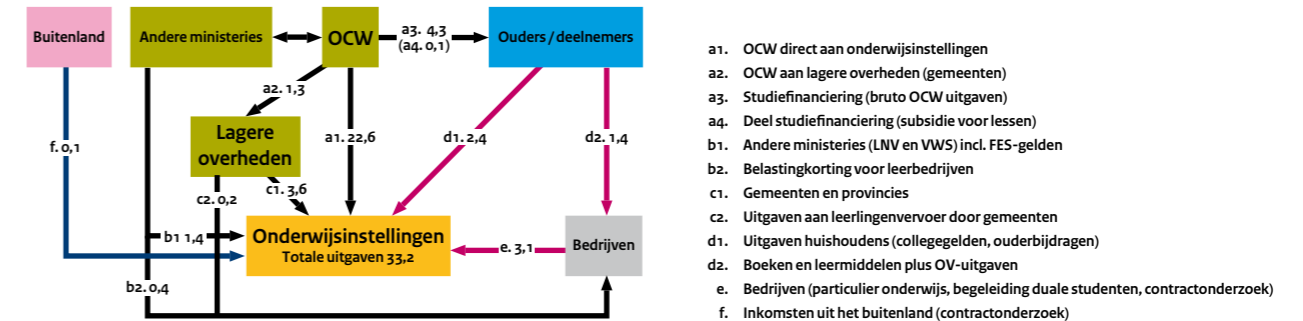 Buitenland
Andere ministeries
OCW
a3. 4,3
(a4. 0,1)
Ouders / deelnemers
a2. 1,3
Lagere
overheden
f. 0,1
a1. 22,6
d1. 2,4
d2. 1,4
c1. 3,6
c2. 0,2
b1 1,4
Onderwijsinstellingen
Totale uitgaven 33,2
e. 3,1
Bedrijven
b2. 0,4
a1. OCW direct aan onderwijsinstellingen
a2. OCW aan lagere overheden (gemeenten)
a3. Studiefinanciering (bruto OCW uitgaven)
a4. Deel studiefinanciering (subsidie voor lessen)
b1. Andere ministeries (LNV en VWS) incl. FES-gelden
b2. Belastingkorting voor leerbedrijven
c1. Gemeenten en provincies
c2. Uitgaven aan leerlingenvervoer door gemeenten
d1. Uitgaven huishoudens (collegegelden, ouderbijdragen)
d2. Boeken en leermiddelen plus OV-uitgaven
e. Bedrijven (particulier onderwijs, begeleiding duale studenten, contractonderzoek)
f. Inkomsten uit het buitenland (contractonderzoek)